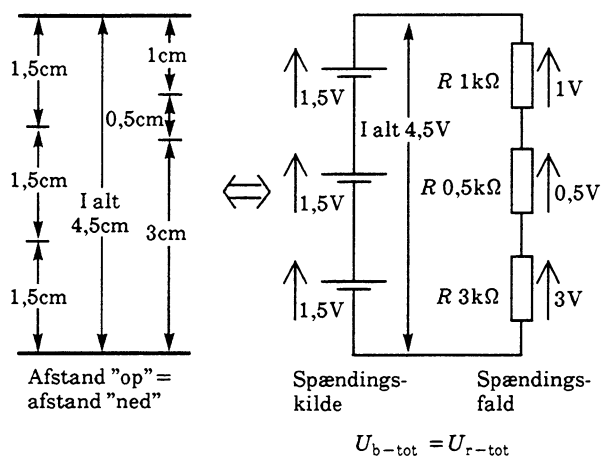 1,5cm
1,5cm
1,5cm
I alt
4,5cm
1cm
0,5cm
3cm
Afstand ”op” =
afstand ”ned”
1,5V
1,5V
1,5V
I alt 4,5V
R 1kΩ
R 0,5kΩ
R 3kΩ
1V
0,5V
3V
Spændings-
kilde
Spændings-
fald
U b−tot = U r−tot